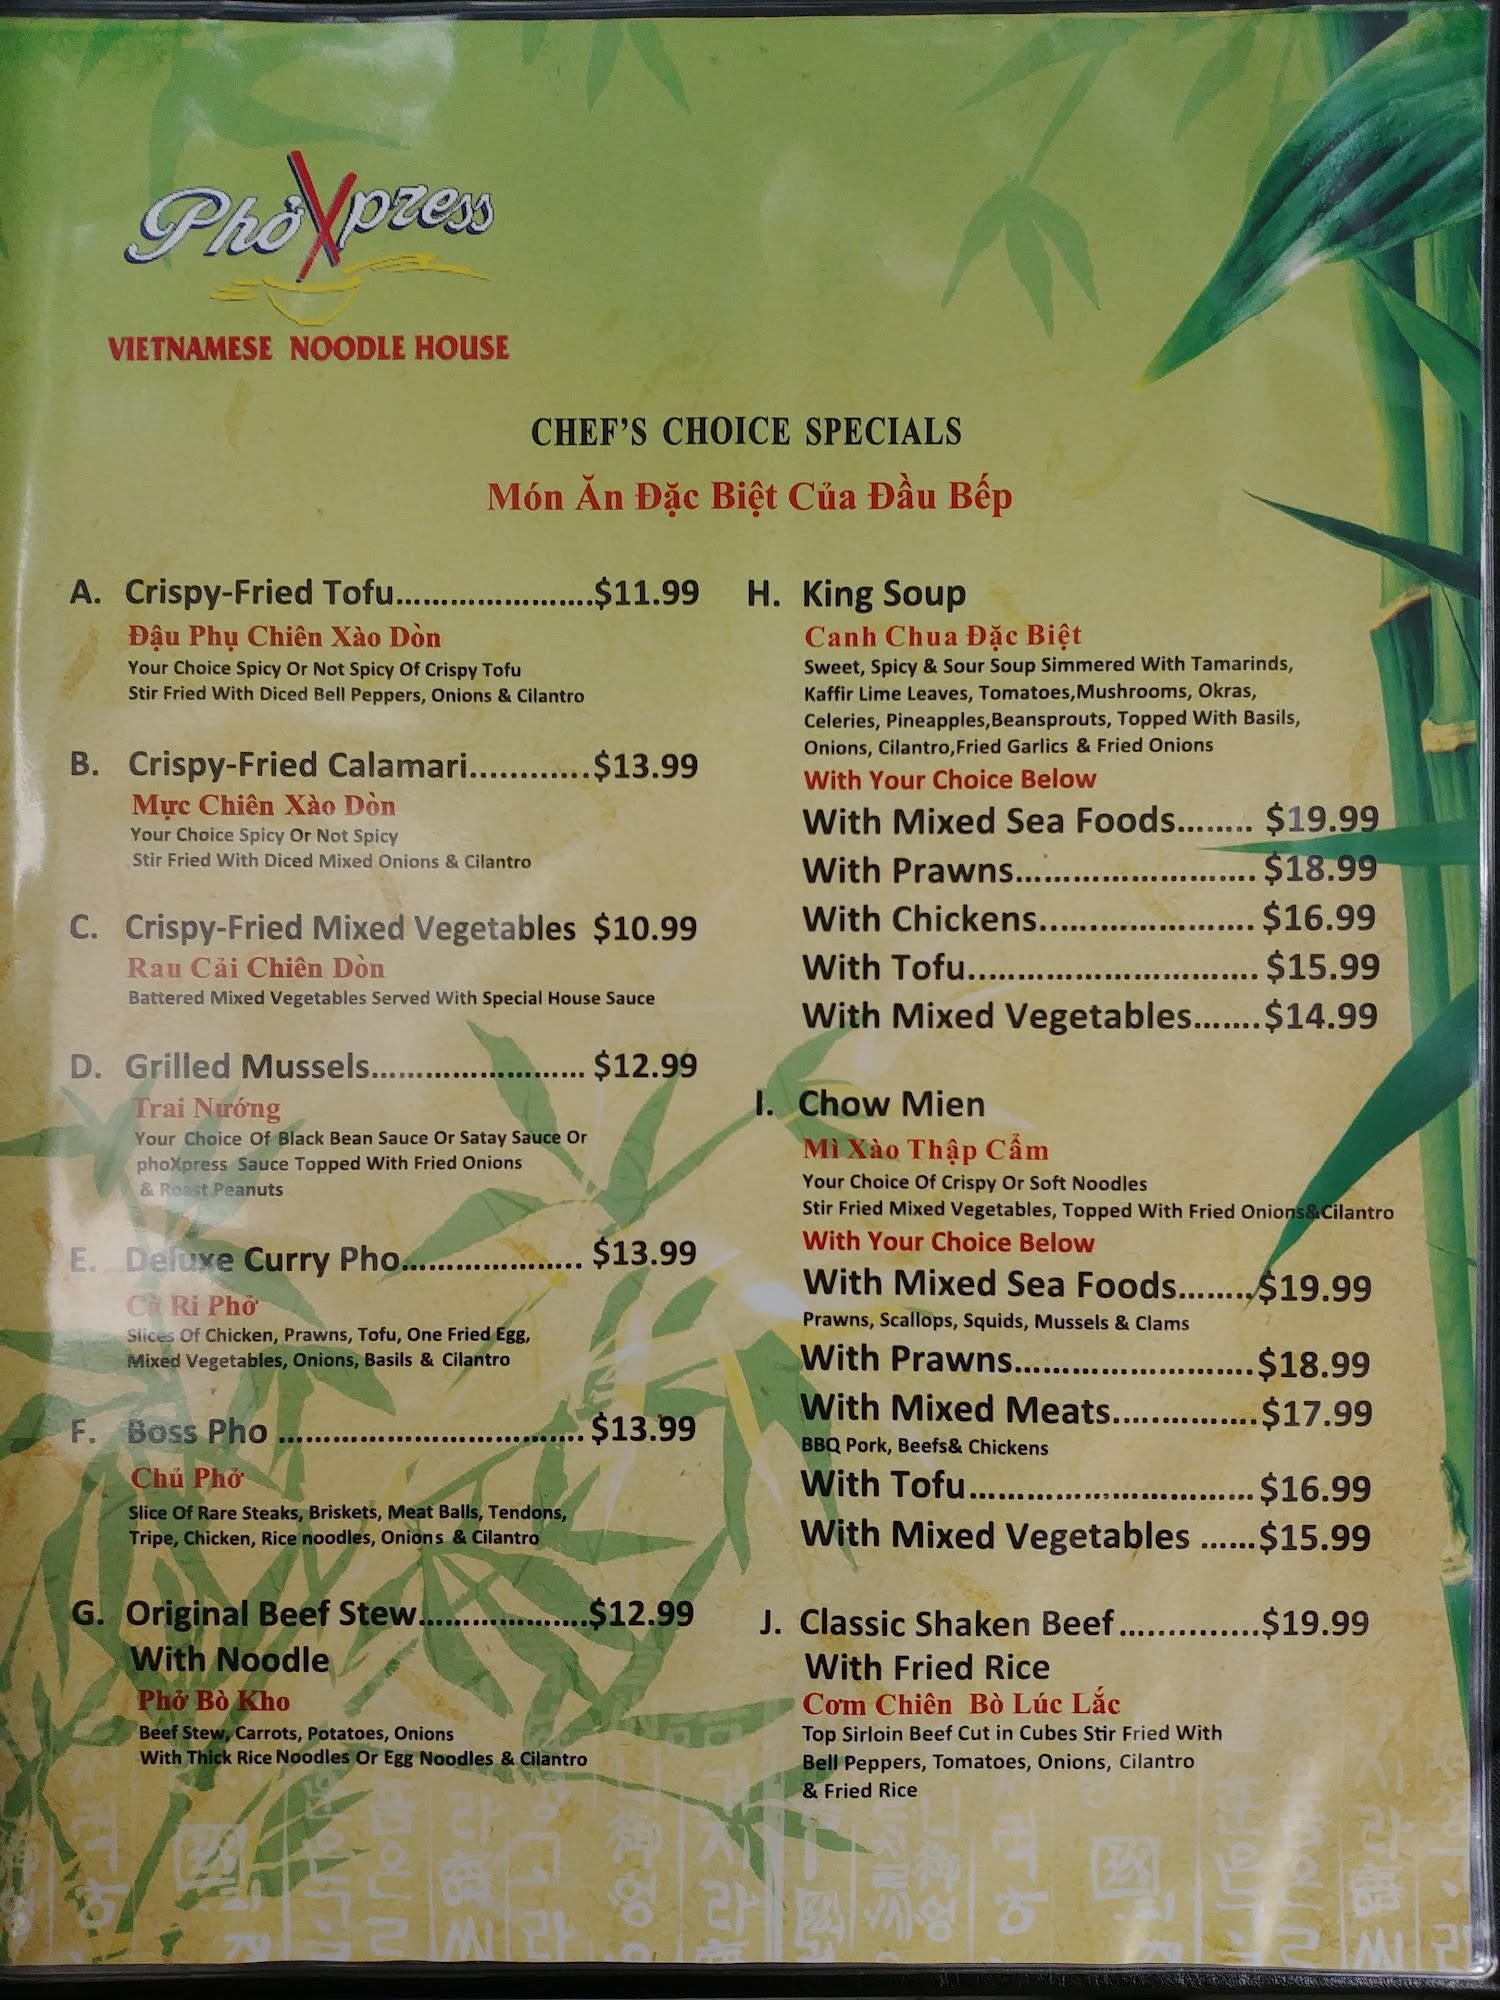 PhởXpress
VIETNAMESE NOODLE HOUSE
CHEF'S CHOICE SPECIALS
Món Ăn Đặc Biệt Của Đầu Bếp
A. Crispy-Fried Tofu......................$11.99
Đậu Phụ Chiên Xào Dòn
Your Choice Spicy Or Not Spicy Of Crispy Tofu
Stir Fried With Diced Bell Peppers, Onions & Cilantro
B. Crispy-Fried Calamari.............$13.99
Mực Chiên Xào Dòn
Your Choice Spicy Or Not Spicy
Stir Fried With Diced Mixed Onions & Cilantro
C. Crispy-Fried Mixed Vegetables $10.99
Rau Cải Chiên Dòn
Battered Mixed Vegetables Served With Special House Sauce
D. Grilled Mussels........................ $12.99
Trai Nướng
Your Choice Of Black Bean Sauce Or Satay Sauce Or
phoXpress Sauce Topped With Fried Onions
& Roast Peanuts
E. Deluxe Curry Pho.................... $13.99
Cà Ri Phở
Slices Of Chicken, Prawns, Tofu, One Fried Egg,
Mixed Vegetables, Onions, Basils & Cilantro
F. Boss Pho .................................. $13.99
Chủ Phở
Slice Of Rare Steaks, Briskets, Meat Balls, Tendons,
Tripe, Chicken, Rice noodles, Onions & Cilantro
G. Original Beef Stew...................$12.99
With Noodle
Phở Bò Kho
Beef Stew, Carrots, Potatoes, Onions
With Thick Rice Noodles Or Egg Noodles & Cilantro
H. King Soup
Canh Chua Đặc Biệt
Sweet, Spicy & Sour Soup Simmered With Tamarinds,
Kaffir Lime Leaves, Tomatoes,Mushrooms, Okras,
Celeries, Pineapples,Beansprouts, Topped With Basils,
Onions, Cilantro,Fried Garlics & Fried Onions
With Your Choice Below
With Mixed Sea Foods........ $19.99
With Prawns.......................... $18.99
With Chickens....................... $16.99
With Tofu............................... $15.99
With Mixed Vegetables.......$14.99
I. Chow Mien
Mì Xào Thập Cẩm
Your Choice Of Crispy Or Soft Noodles
Stir Fried Mixed Vegetables, Topped With Fried Onions&Cilantro
With Your Choice Below
With Mixed Sea Foods........$19.99
Prawns, Scallops, Squids, Mussels & Clams
With Prawns..........................$18.99
With Mixed Meats................$17.99
BBQ Pork, Beefs& Chickens
With Tofu...............................$16.99
With Mixed Vegetables ......$15.99
J. Classic Shaken Beef...............$19.99
With Fried Rice
Cơm Chiên Bò Lúc Lắc
Top Sirloin Beef Cut in Cubes Stir Fried With
Bell Peppers, Tomatoes, Onions, Cilantro
& Fried Rice